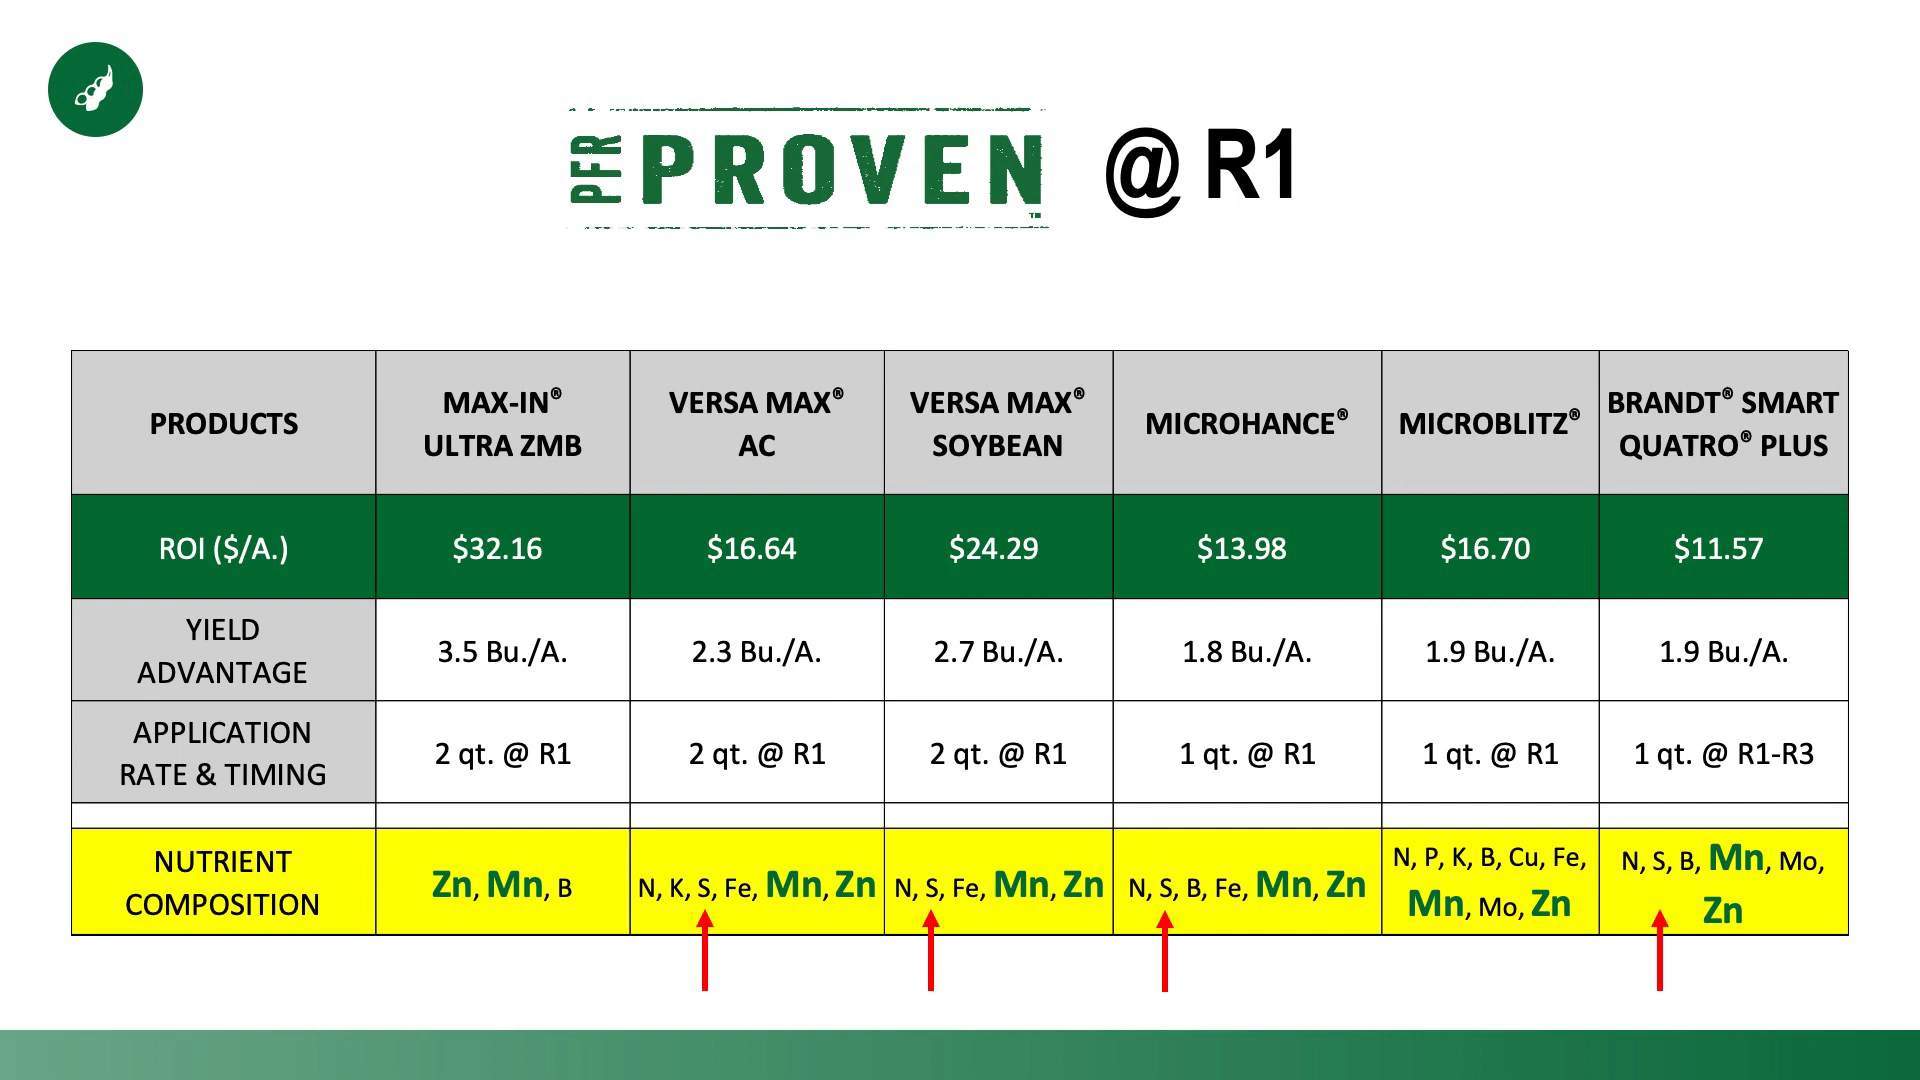 PFR PROVEN™ @ R1
PRODUCTS
MAX-IN®
ULTRA ZMB
VERSA MAX®
AC
VERSA MAX®
SOYBEAN
MICROHANCE®
MICROBLITZ®
BRANDT® SMART
QUATRO® PLUS
ROI ($/A.)
$32.16
$16.64
$24.29
$13.98
$16.70
$11.57
YIELD
ADVANTAGE
3.5 Bu./A.
2.3 Bu./A.
2.7 Bu./A.
1.8 Bu./A.
1.9 Bu./A.
1.9 Bu./A.
APPLICATION
RATE & TIMING
2 qt. @ R1
2 qt. @ R1
2 qt. @ R1
1 qt. @ R1
1 qt. @ R1
1 qt. @ R1-R3
NUTRIENT
COMPOSITION
Zn, Mn, B
N, K, S, Fe, Mn, Zn
N, S, Fe, Mn, Zn
N, S, B, Fe, Mn, Zn
N, P, K, B, Cu, Fe,
Mn, Mo, Zn
N, S, B, Mn, Mo,
Zn